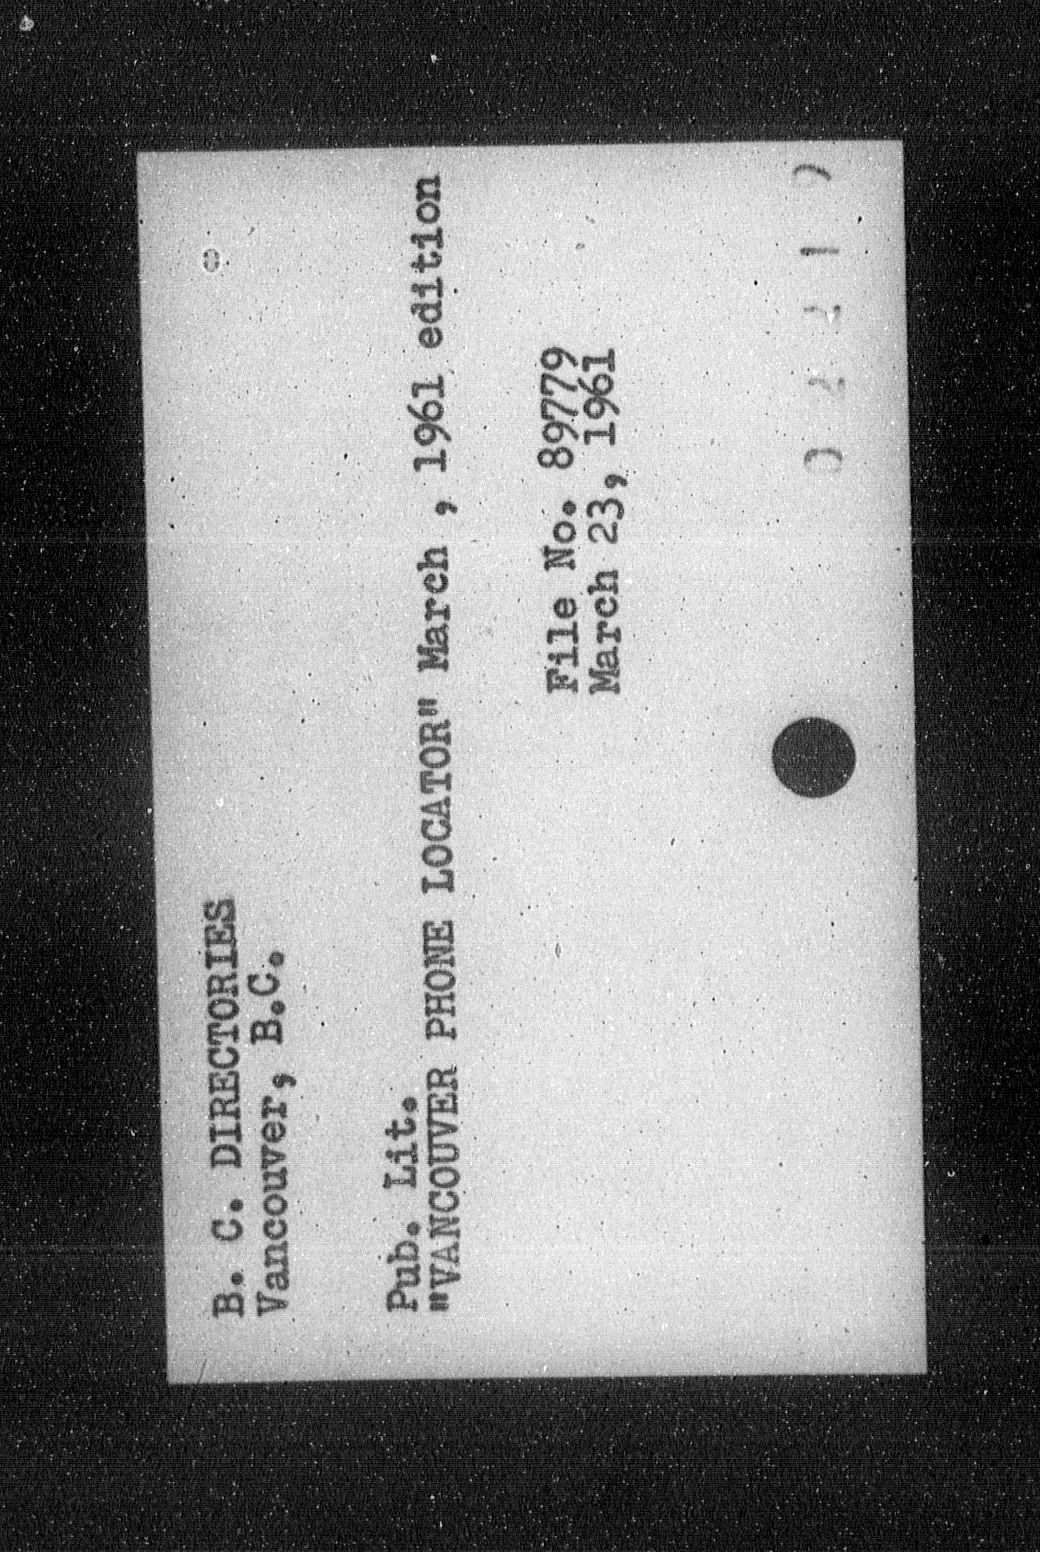 B. C. DIRECTORIES
Vancouver, B.C.
Pub. Lit.
"VANCOUVER PHONE LOCATOR" March , 1961 edition
File No. 89779
March 23, 1961